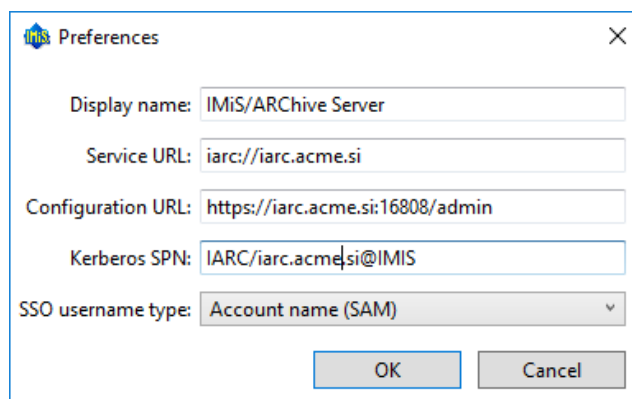 IMiS Preferences
Display name: IMiS/ARChive Server
Service URL: iarc://iarc.acme.si
Configuration URL: https://iarc.acme.si:16808/admin
Kerberos SPN: IARC/iarc.acme.si@IMIS
SSO username type: Account name (SAM)
OK Cancel